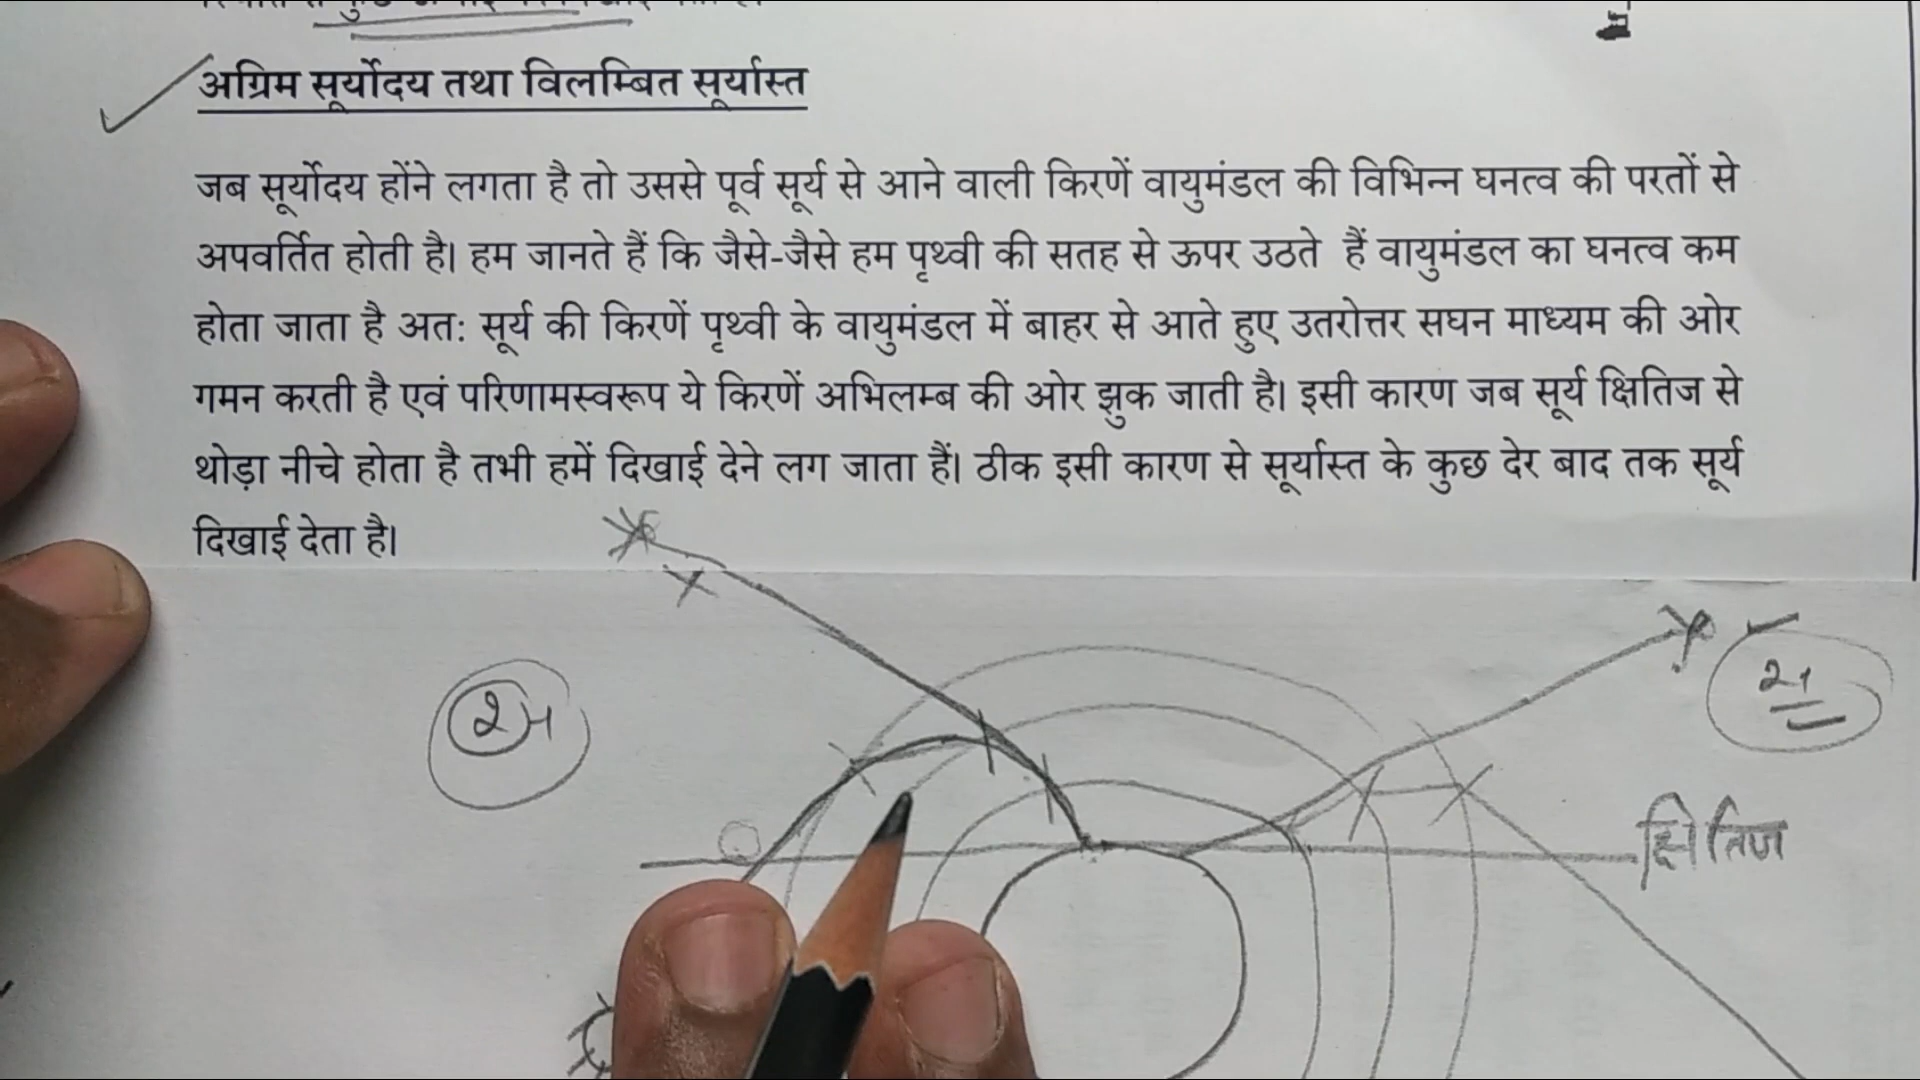 अग्रिम सूर्योदय तथा विलम्बित सूर्यास्त
जब सूर्योदय होंने लगता है तो उससे पूर्व सूर्य से आने वाली किरणें वायुमंडल की विभिन्न घनत्व की परतों से
अपवर्तित होती है। हम जानते हैं कि जैसे-जैसे हम पृथ्वी की सतह से ऊपर उठते हैं वायुमंडल का घनत्व कम
होता जाता है अत: सूर्य की किरणें पृथ्वी के वायुमंडल में बाहर से आते हुए उतरोत्तर सघन माध्यम की ओर
गमन करती है एवं परिणामस्वरूप ये किरणें अभिलम्ब की ओर झुक जाती है। इसी कारण जब सूर्य क्षितिज से
थोड़ा नीचे होता है तभी हमें दिखाई देने लग जाता हैं। ठीक इसी कारण से सूर्यास्त के कुछ देर बाद तक सूर्य
दिखाई देता है।
क्षितिज